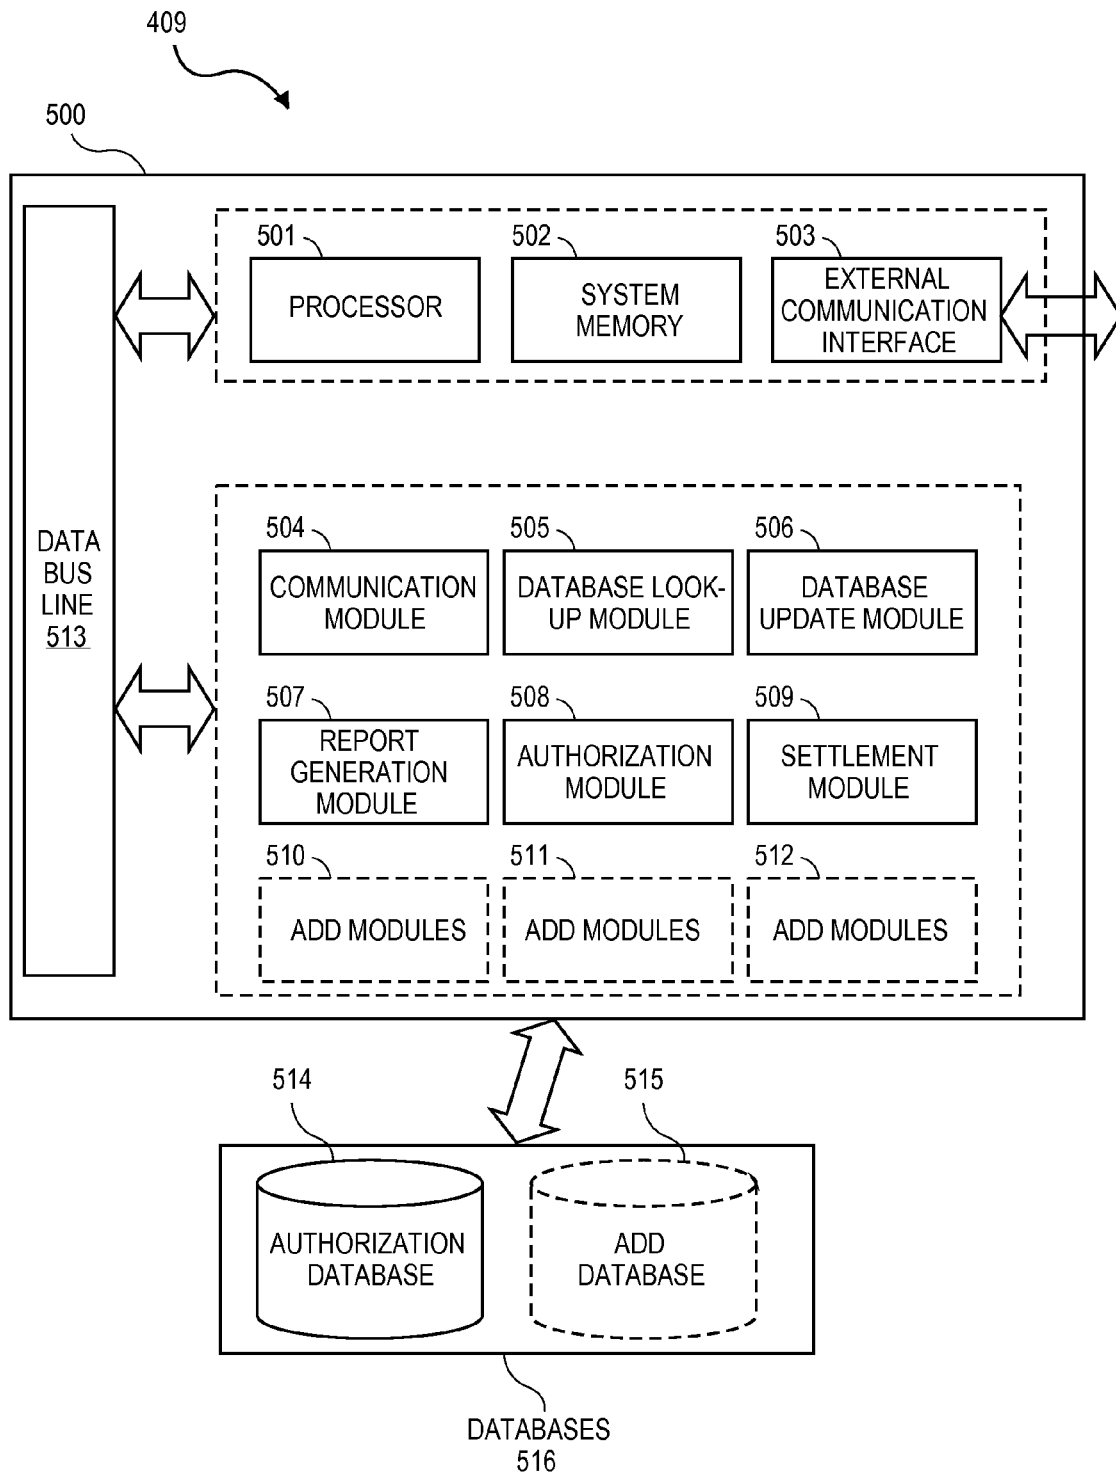 409
500
501
502
503
PROCESSOR
SYSTEM
MEMORY
EXTERNAL
COMMUNICATION
INTERFACE
DATA
BUS
LINE
513
504
505
506
COMMUNICATION
MODULE
DATABASE LOOK-
UP MODULE
DATABASE
UPDATE MODULE
507
508
509
REPORT
GENERATION
MODULE
AUTHORIZATION
MODULE
SETTLEMENT
MODULE
510
511
512
ADD MODULES
ADD MODULES
ADD MODULES
514
515
AUTHORIZATION
DATABASE
ADD
DATABASE
DATABASES
516